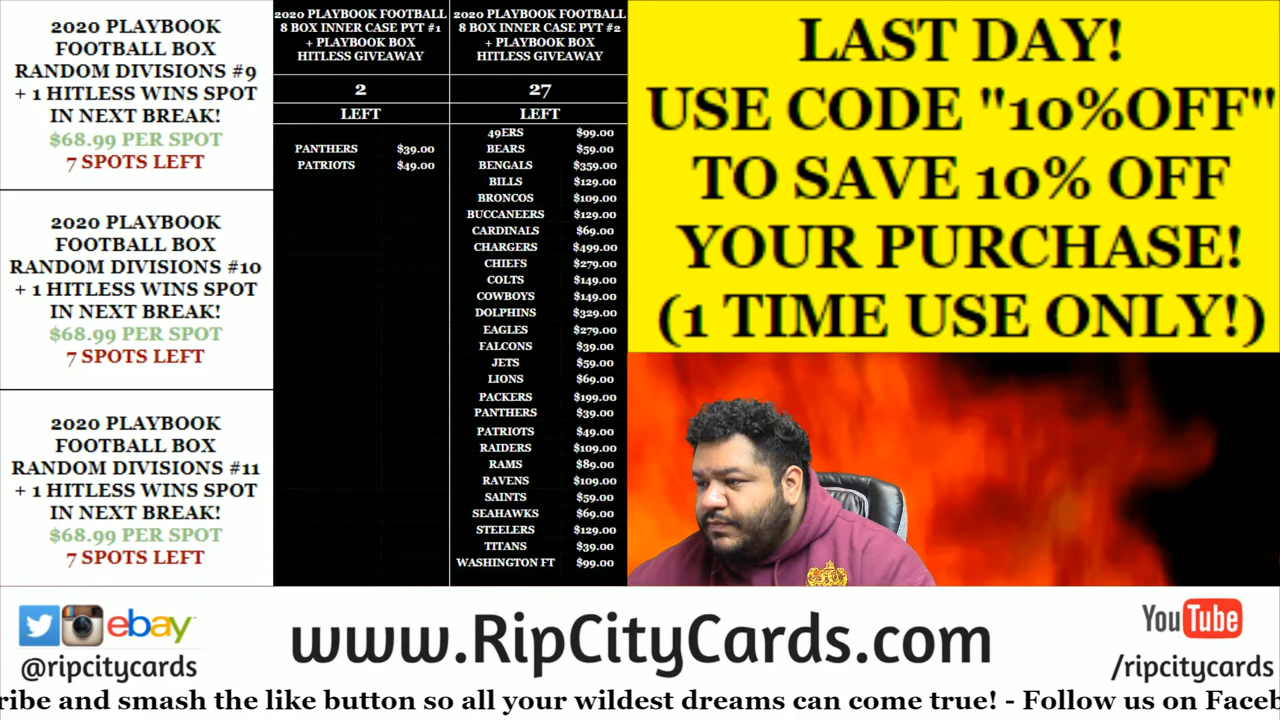 2020 PLAYBOOK
FOOTBALL BOX
RANDOM DIVISIONS #9
+ 1 HITLESS WINS SPOT
IN NEXT BREAK!
$68.99 PER SPOT
7 SPOTS LEFT
2020 PLAYBOOK
FOOTBALL BOX
RANDOM DIVISIONS #10
+ 1 HITLESS WINS SPOT
IN NEXT BREAK!
$68.99 PER SPOT
7 SPOTS LEFT
2020 PLAYBOOK
FOOTBALL BOX
RANDOM DIVISIONS #11
+ 1 HITLESS WINS SPOT
IN NEXT BREAK!
$68.99 PER SPOT
7 SPOTS LEFT
2020 PLAYBOOK FOOTBALL
8 BOX INNER CASE PYT #1
+ PLAYBOOK BOX
HITLESS GIVEAWAY
2
LEFT
PANTHERS $39.00
PATRIOTS $49.00
2020 PLAYBOOK FOOTBALL
8 BOX INNER CASE PYT #2
+ PLAYBOOK BOX
HITLESS GIVEAWAY
27
LEFT
49ERS $99.00
BEARS $59.00
BENGALS $359.00
BILLS $129.00
BRONCOS $109.00
BUCCANEERS $129.00
CARDINALS $69.00
CHARGERS $499.00
CHIEFS $279.00
COLTS $149.00
COWBOYS $149.00
DOLPHINS $329.00
EAGLES $279.00
FALCONS $39.00
JETS $59.00
LIONS $69.00
PACKERS $199.00
PANTHERS $39.00
PATRIOTS $49.00
RAIDERS $109.00
RAMS $89.00
RAVENS $109.00
SAINTS $59.00
SEAHAWKS $69.00
STEELERS $129.00
TITANS $39.00
WASHINGTON FT $99.00
LAST DAY!
USE CODE "10%OFF"
TO SAVE 10% OFF
YOUR PURCHASE!
(1 TIME USE ONLY!)
ebay
@ripcitycards
www.RipCityCards.com
YouTube
/ripcitycards
ribe and smash the like button so all your wildest dreams can come true! - Follow us on Faceb